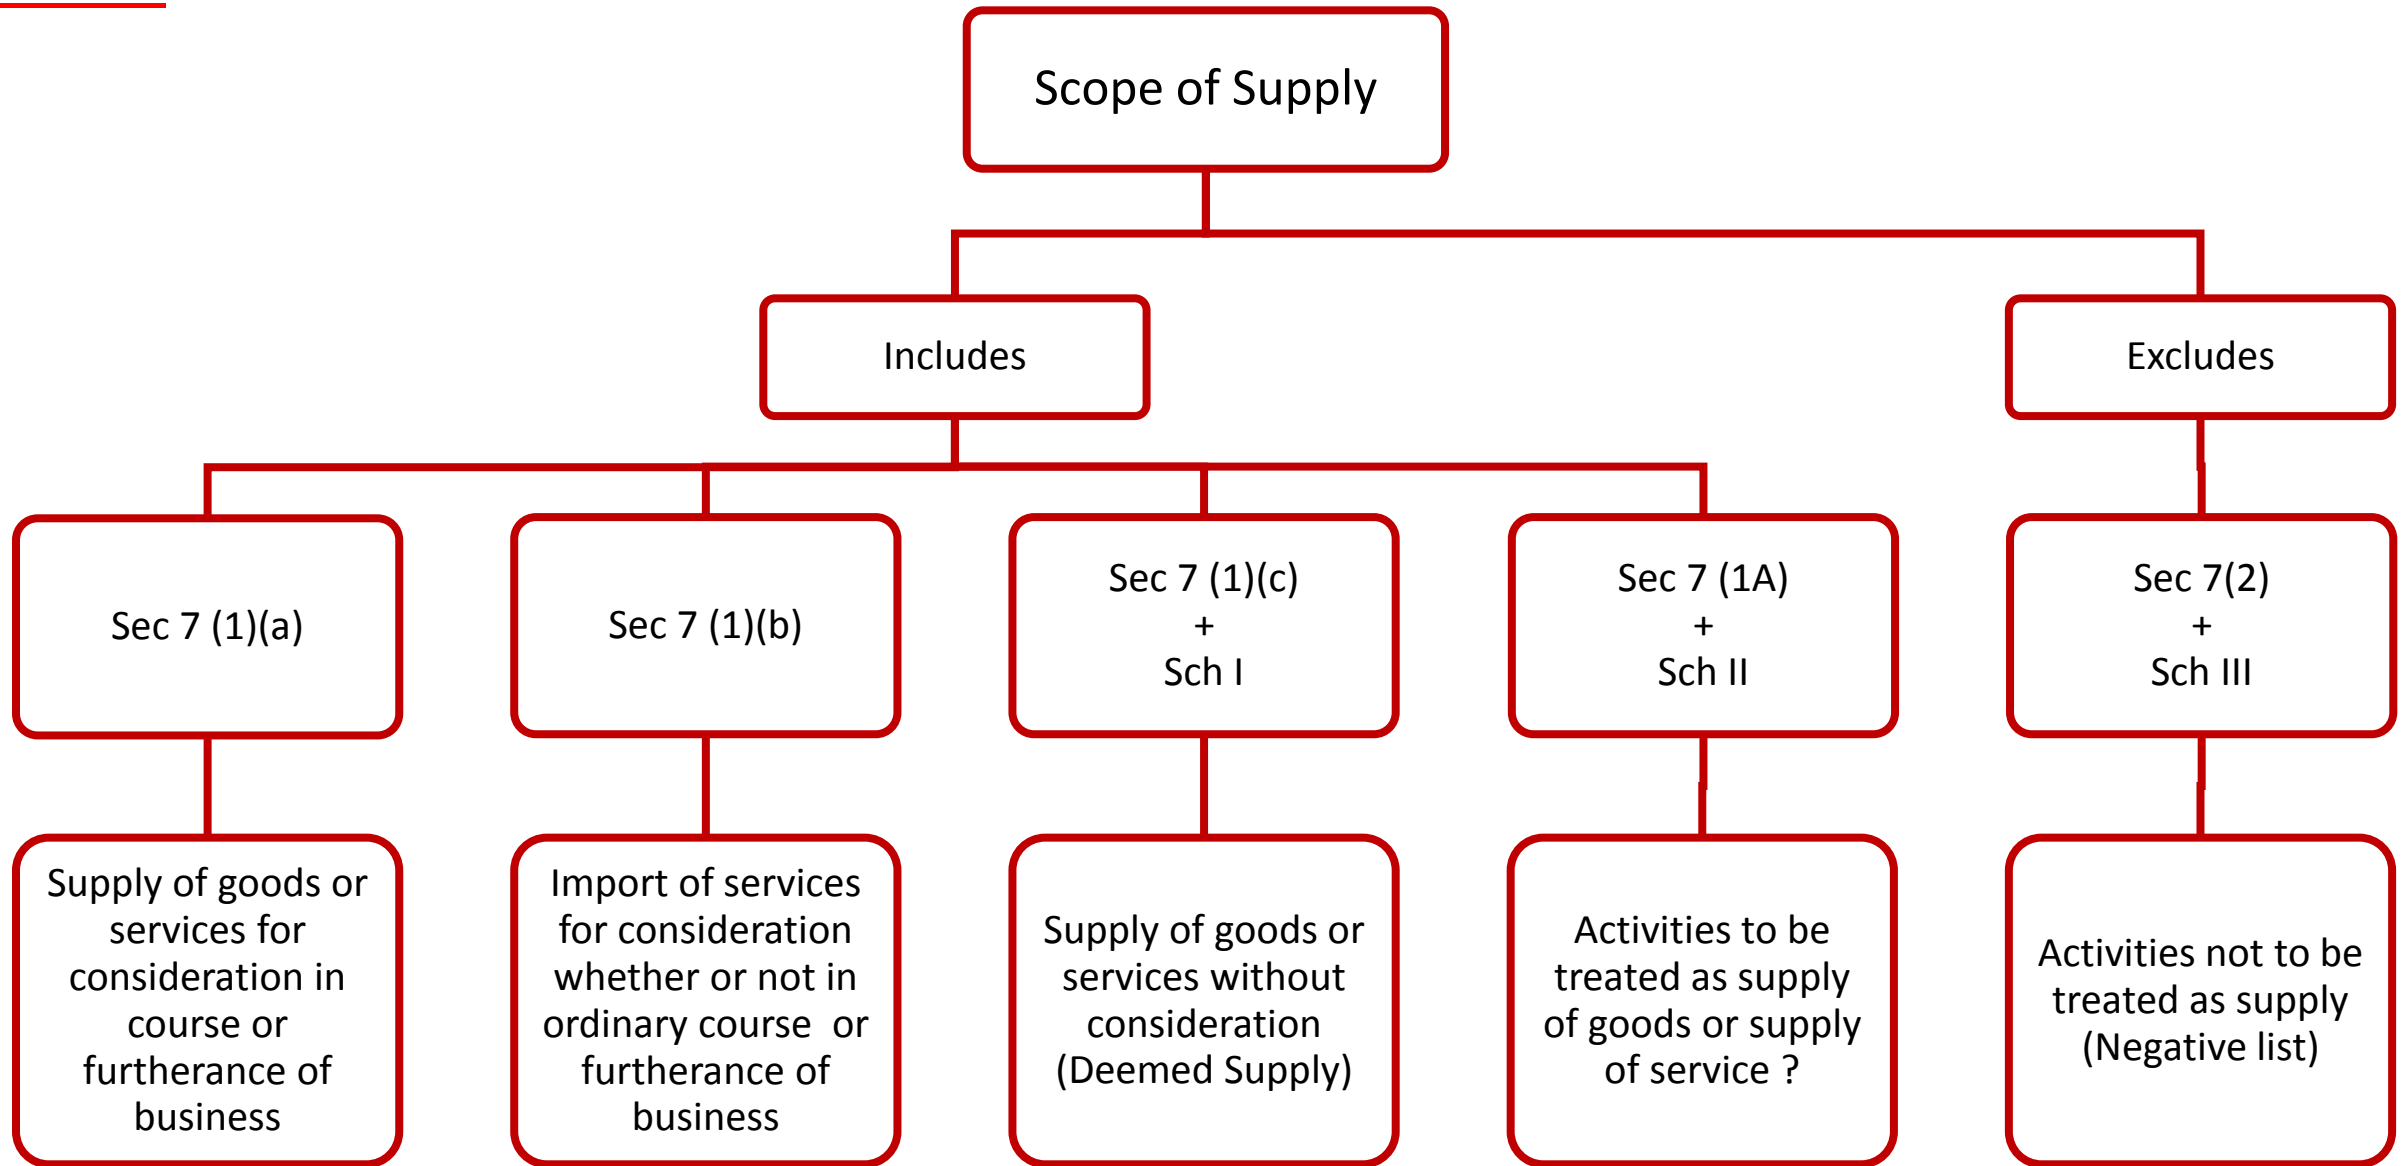 Scope of Supply
Includes
Excludes
Sec 7 (1)(a)
Sec 7 (1)(b)
Sec 7 (1)(c)
+
Sch I
Sec 7 (1A)
+
Sch II
Sec 7(2)
+
Sch III
Supply of goods or
services for
consideration in
course or
furtherance of
business
Import of services
for consideration
whether or not in
ordinary course  or
furtherance of
business
Supply of goods or
services without
consideration
(Deemed Supply)
Activities to be
treated as supply
of goods or supply
of service ?
Activities not to be
treated as supply
(Negative list)